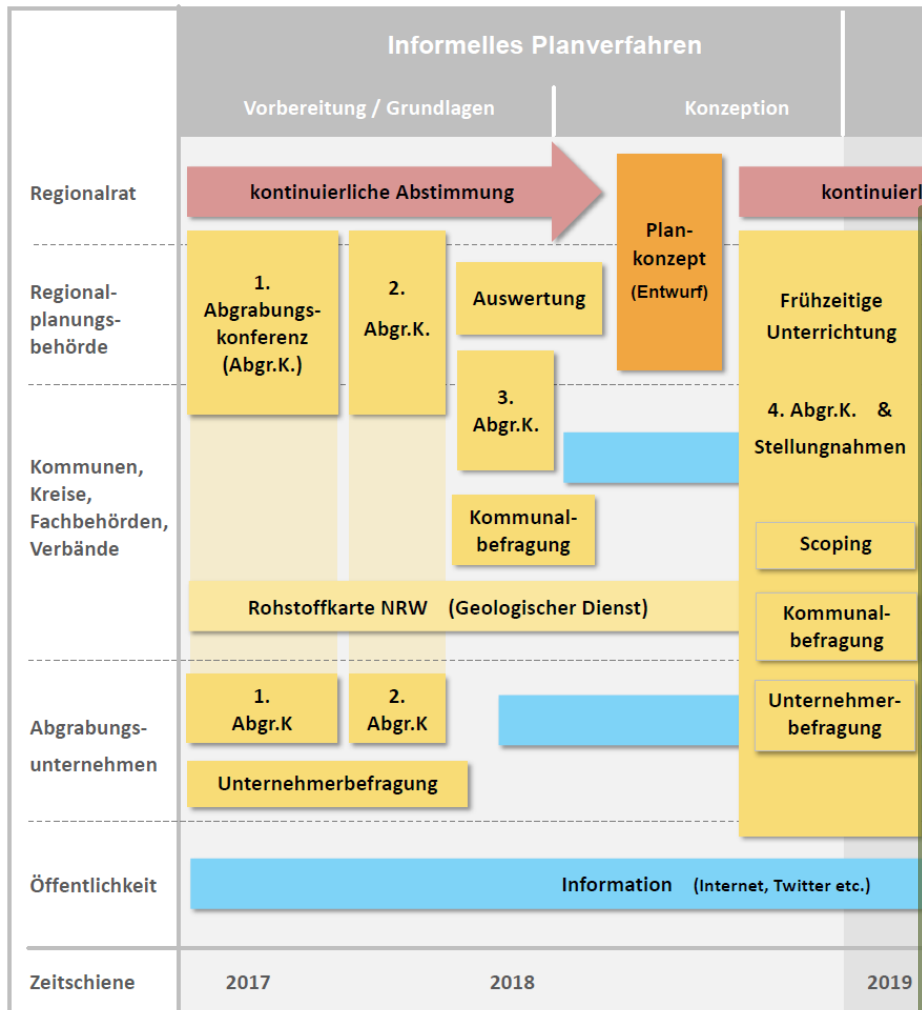 Informelles Planverfahren
Vorbereitung / Grundlagen
Konzeption
Regionalrat
kontinuierliche Abstimmung
Plan-
konzept
(Entwurf)
Regional-
planungs-
behörde
1.
Abgrabungs-
konferenz
(Abgr.K.)
2.
Abgr.K.
Auswertung
Frühzeitige
Unterrichtung
3.
Abgr.K.
4. Abgr.K. &
Stellungnahmen
Kommunen,
Kreise,
Fachbehörden,
Verbände
Kommunal-
befragung
Scoping
Rohstoffkarte NRW (Geologischer Dienst)
Kommunal-
befragung
Abgrabungs-
unternehmen
1.
Abgr.K
2.
Abgr.K
Unternehmer-
befragung
Unternehmerbefragung
Öffentlichkeit
Information (Internet, Twitter etc.)
Zeitschiene
2017
2018
2019